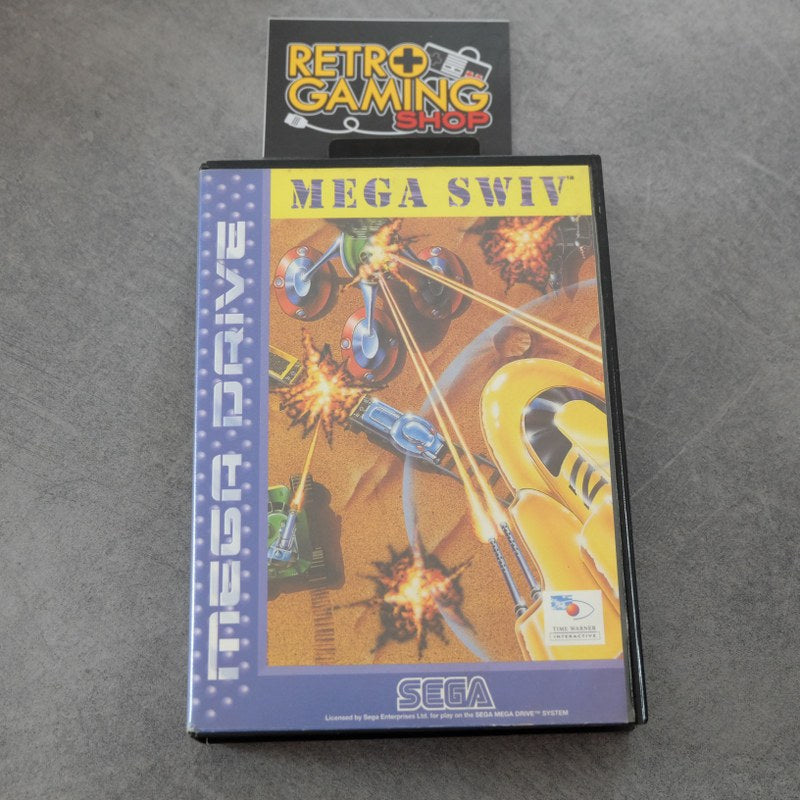 RETRO
GAMING
SHOP
MEGA SWIV™
MEGA DRIVE
TIME WARNER
INTERACTIVE
SEGA
Licensed by Sega Enterprises Ltd. for play on the SEGA MEGA DRIVE™ SYSTEM